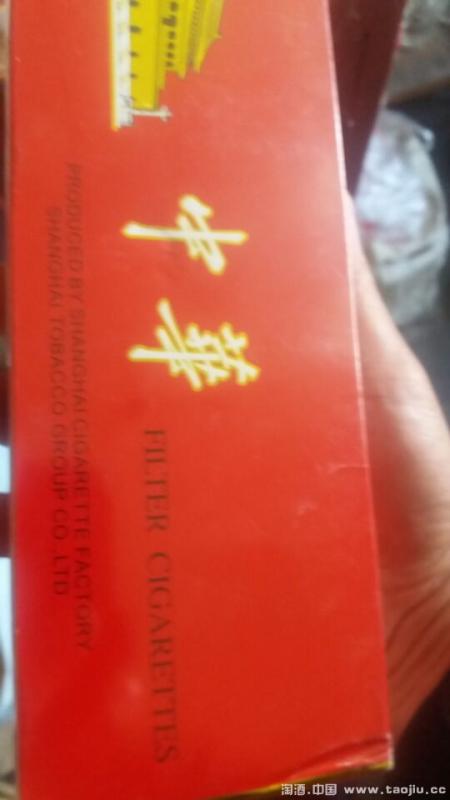 中華
FILTER CIGARETTES
PRODUCED BY SHANGHAI CIGARETTE FACTORY
SHANGHAI TOBACCO GROUP CO.,LTD
淘酒.中国 www.taojiu.cc